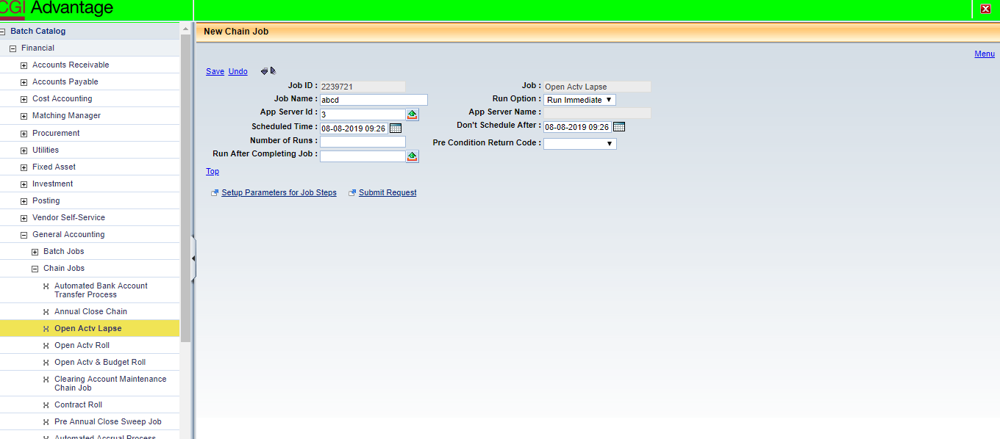 CGI Advantage
Batch Catalog
Financial
Accounts Receivable
Accounts Payable
Cost Accounting
Matching Manager
Procurement
Utilities
Fixed Asset
Investment
Posting
Vendor Self-Service
General Accounting
Batch Jobs
Chain Jobs
Automated Bank Account
Transfer Process
Annual Close Chain
Open Actv Lapse
Open Actv Roll
Open Actv & Budget Roll
Clearing Account Maintenance
Chain Job
Contract Roll
Pre Annual Close Sweep Job
Automated Accrual Process
New Chain Job
Menu
Save Undo
Job ID : 2239721 Job : Open Actv Lapse
Job Name : abcd Run Option : Run Immediate
App Server Id : 3 App Server Name :
Scheduled Time : 08-08-2019 09:26 Don't Schedule After : 08-08-2019 09:26
Number of Runs : Pre Condition Return Code :
Run After Completing Job :
Top
Setup Parameters for Job Steps Submit Request